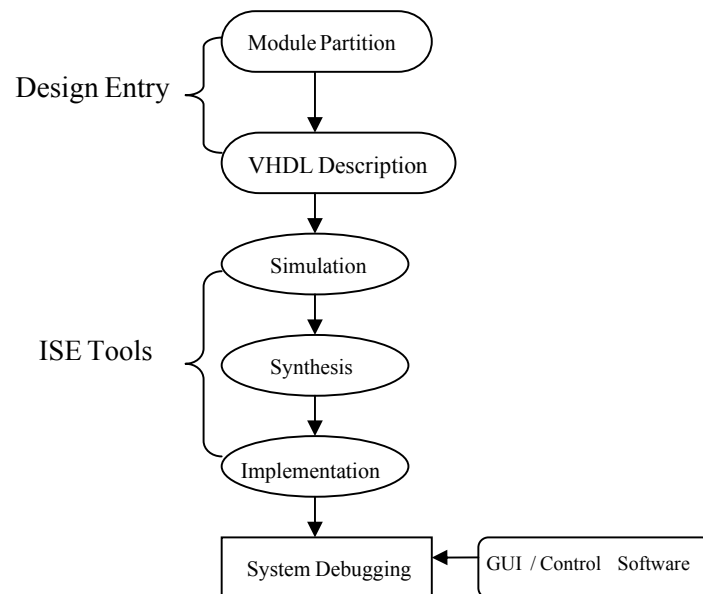 Module Partition
Design Entry
VHDL Description
Simulation
ISE Tools
Synthesis
Implementation
System Debugging
GUI / Control Software